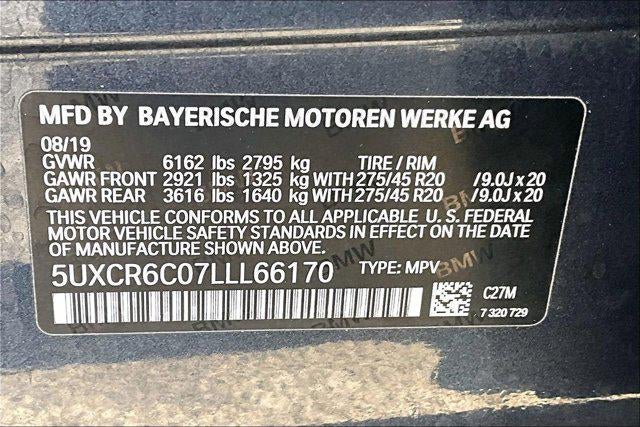 MFD BY BAYERISCHE MOTOREN WERKE AG
08/19
GVWR 6162 lbs 2795 kg TIRE / RIM
GAWR FRONT 2921 lbs 1325 kg WITH 275/45 R20 /9.0J x 20
GAWR REAR 3616 lbs 1640 kg WITH 275/45 R20 /9.0J x 20
THIS VEHICLE CONFORMS TO ALL APPLICABLE U. S. FEDERAL
MOTOR VEHICLE SAFETY STANDARDS IN EFFECT ON THE DATE
OF MANUFACTURE SHOWN ABOVE.
5UXCR6C07LLL66170 TYPE: MPV
C27M
7 320 729